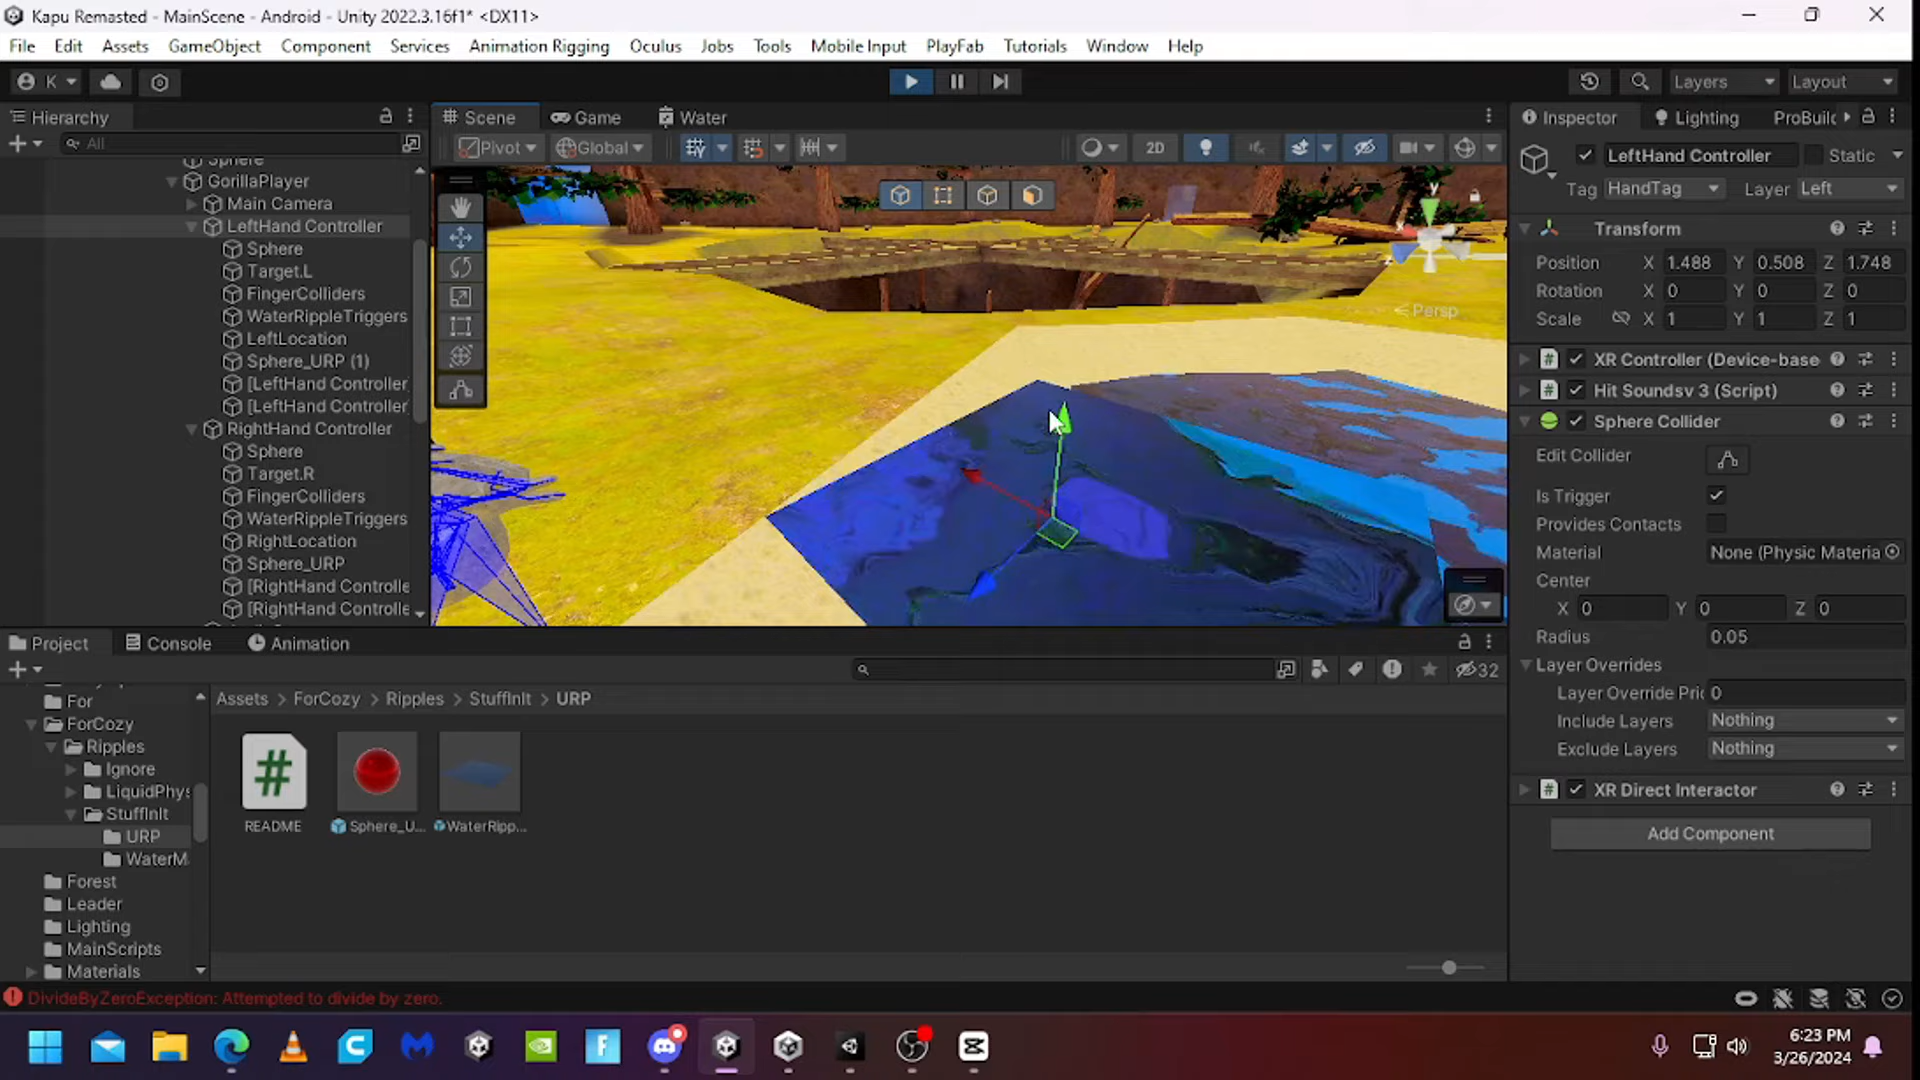 Kapu Remasted - MainScene - Android - Unity 2022.3.16f1* <DX11>
File Edit Assets GameObject Component Services Animation Rigging Oculus Jobs Tools Mobile Input PlayFab Tutorials Window Help
K Layers Layout
Hierarchy
All
Sphere
GorillaPlayer
Main Camera
LeftHand Controller
Sphere
Target.L
FingerColliders
WaterRippleTriggers
LeftLocation
Sphere_URP (1)
[LeftHand Controller
[LeftHand Controller
RightHand Controller
Sphere
Target.R
FingerColliders
WaterRippleTriggers
RightLocation
Sphere_URP
[RightHand Controlle
[RightHand Controlle
Scene Game Water
Pivot Global 2D
y
x
z
Persp
Inspector Lighting ProBuilc
LeftHand Controller Static
Tag HandTag Layer Left
Transform
Position X 1.488 Y 0.508 Z 1.748
Rotation X 0 Y 0 Z 0
Scale X 1 Y 1 Z 1
# XR Controller (Device-base
# Hit Soundsv 3 (Script)
Sphere Collider
Edit Collider
Is Trigger
Provides Contacts
Material None (Physic Materia
Center
X 0 Y 0 Z 0
Radius 0.05
Layer Overrides
Layer Override Pric 0
Include Layers Nothing
Exclude Layers Nothing
# XR Direct Interactor
Add Component
Project Console Animation
32
For
ForCozy
Ripples
Ignore
LiquidPhys
StuffInIt
URP
WaterM
Forest
Leader
Lighting
MainScripts
Materials
Assets > ForCozy > Ripples > StuffInIt > URP
#
README Sphere_U... WaterRipp...
DivideByZeroException: Attempted to divide by zero.
6:23 PM
3/26/2024